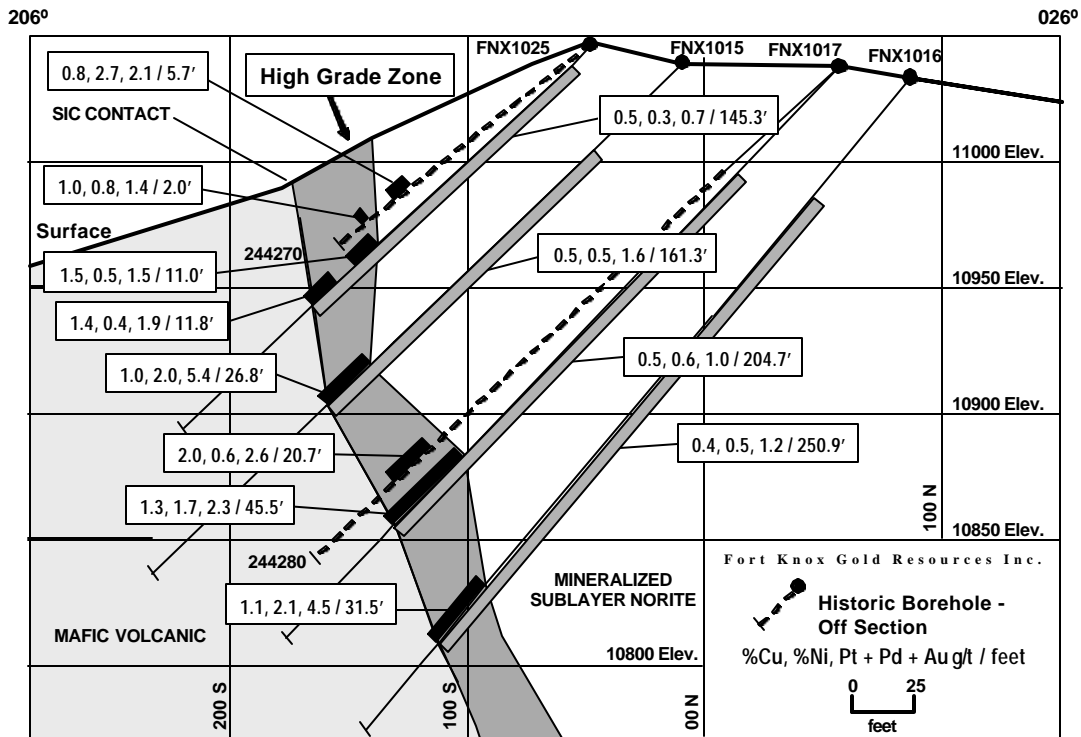 206º
026º
FNX1025
FNX1015
FNX1017
FNX1016
0.8, 2.7, 2.1 / 5.7’
High Grade Zone
SIC CONTACT
0.5, 0.3, 0.7 / 145.3’
11000 Elev.
1.0, 0.8, 1.4 / 2.0’
Surface
244270
0.5, 0.5, 1.6 / 161.3’
1.5, 0.5, 1.5 / 11.0’
10950 Elev.
1.4, 0.4, 1.9 / 11.8’
0.5, 0.6, 1.0 / 204.7’
1.0, 2.0, 5.4 / 26.8’
10900 Elev.
0.4, 0.5, 1.2 / 250.9’
2.0, 0.6, 2.6 / 20.7’
1.3, 1.7, 2.3 / 45.5’
100 N
10850 Elev.
244280
Fort Knox Gold Resources Inc.
MINERALIZED
SUBLAYER NORITE
1.1, 2.1, 4.5 / 31.5’
Historic Borehole -
Off Section
MAFIC VOLCANIC
10800 Elev.
%Cu, %Ni, Pt + Pd + Au g/t / feet
200 S
100 S
00 N
0 25
feet